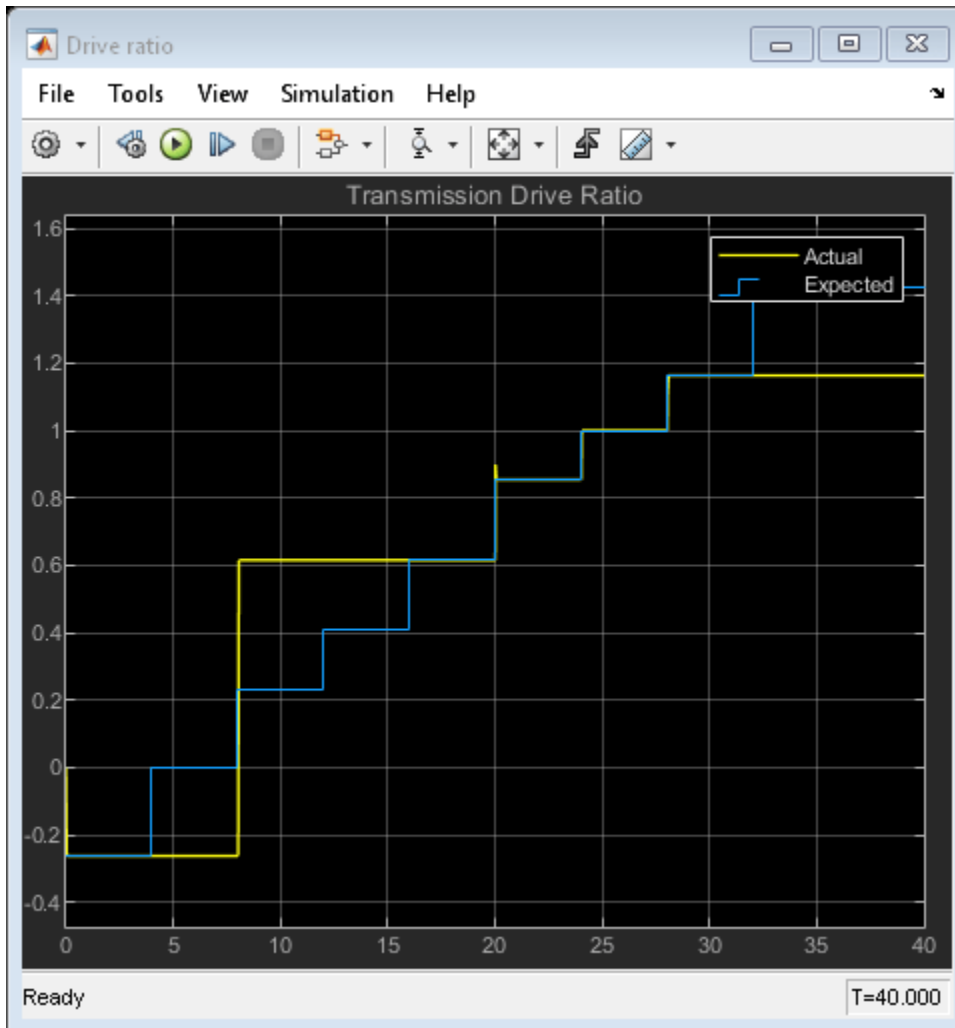 Drive ratio
File Tools View Simulation Help
Transmission Drive Ratio
1.6
1.4
1.2
1
0.8
0.6
0.4
0.2
0
-0.2
-0.4
Actual
Expected
0 5 10 15 20 25 30 35 40
Ready T=40.000